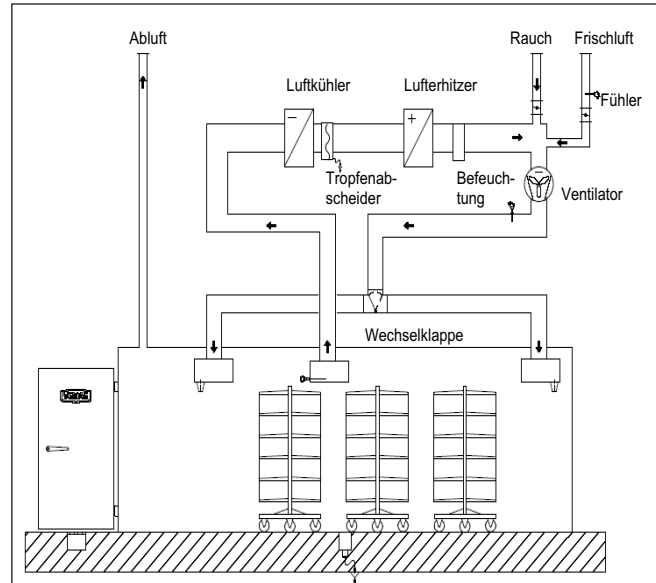 Abluft
Rauch
Frischluft
Luftkühler
Lufterhitzer
Fühler
Tropfenab-
scheider
Befeuch-
tung
Ventilator
Wechselklappe